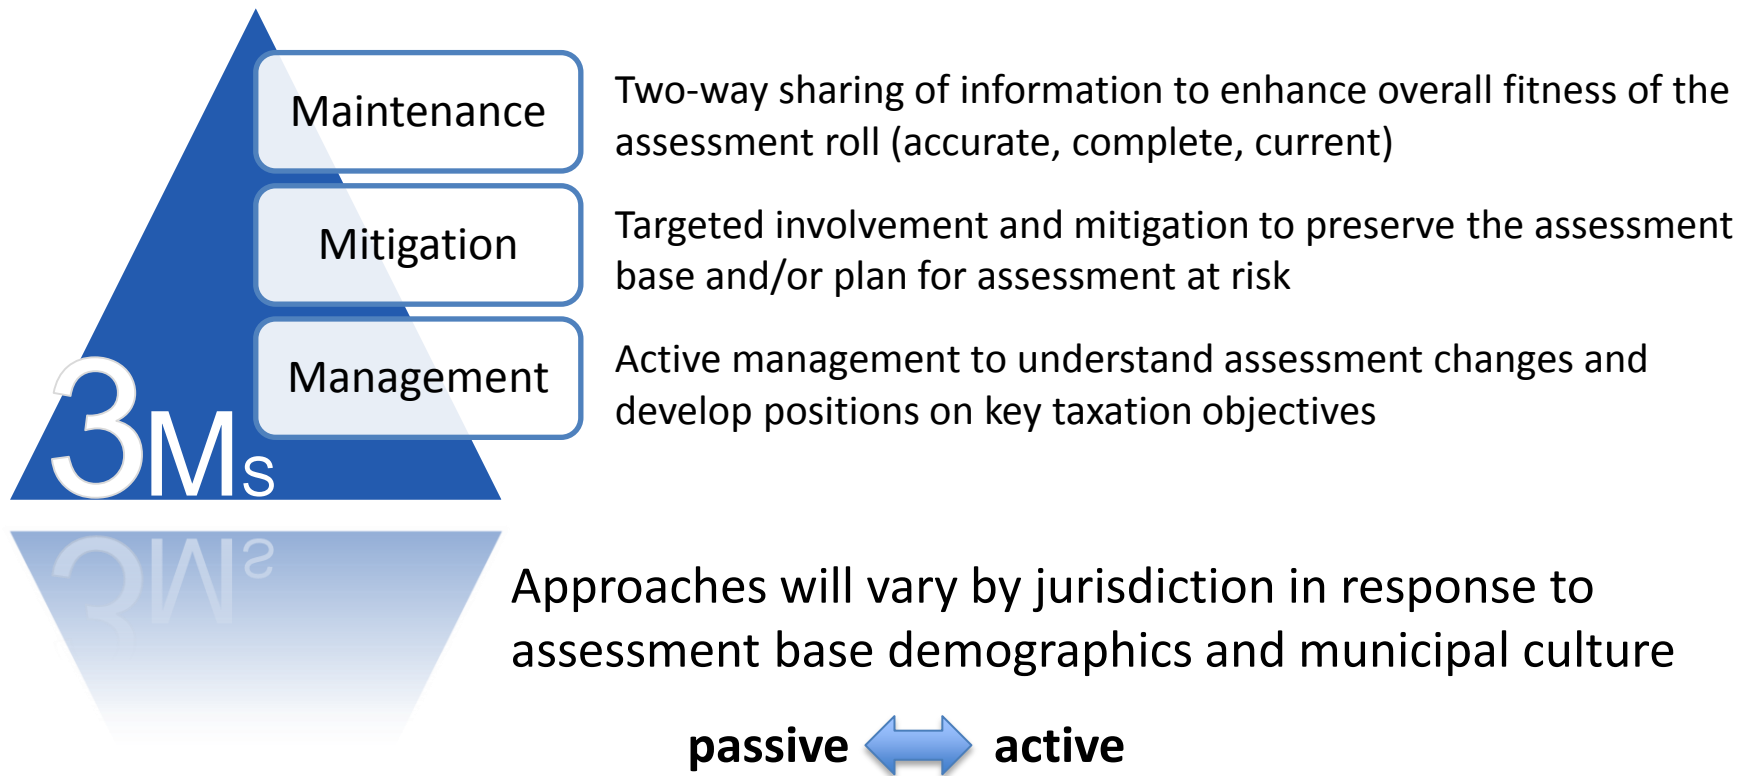 Maintenance
Two-way sharing of information to enhance overall fitness of the
assessment roll (accurate, complete, current)
Mitigation
Targeted involvement and mitigation to preserve the assessment
base and/or plan for assessment at risk
Management
Active management to understand assessment changes and
develop positions on key taxation objectives
3Ms
Approaches will vary by jurisdiction in response to
assessment base demographics and municipal culture
passive active